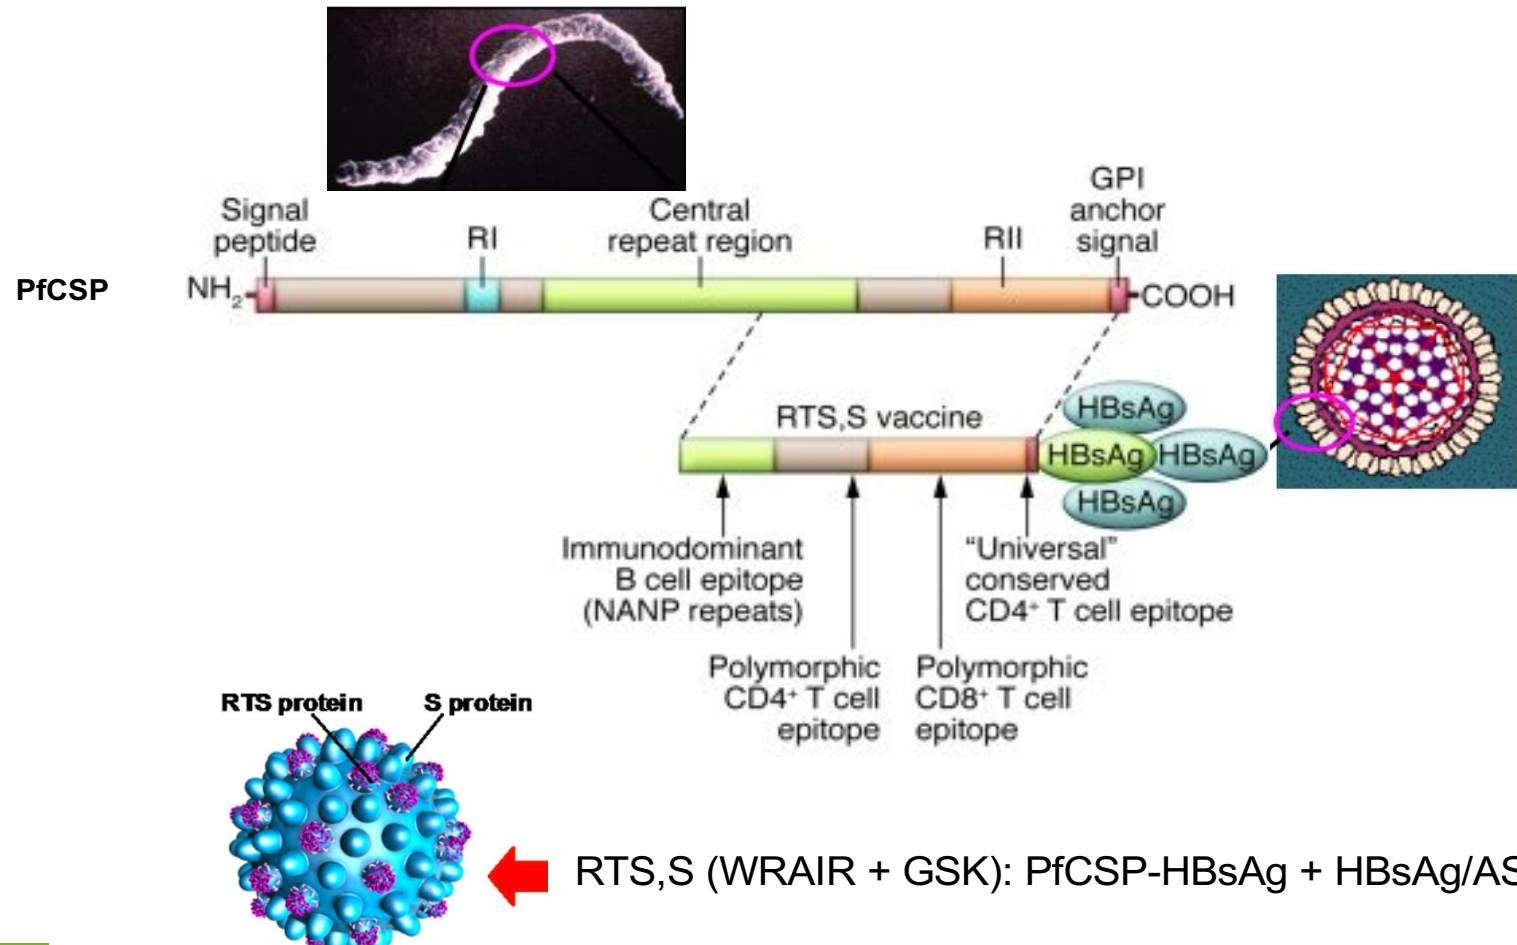 Signal
peptide
RI
Central
repeat region
RII
GPI
anchor
signal
PfCSP
NH2
COOH
RTS,S vaccine
HBsAg
HBsAg
HBsAg
HBsAg
Immunodominant
B cell epitope
(NANP repeats)
"Universal"
conserved
CD4+ T cell epitope
Polymorphic
CD4+ T cell
epitope
Polymorphic
CD8+ T cell
epitope
RTS protein
S protein
RTS,S (WRAIR + GSK): PfCSP-HBsAg + HBsAg/AS